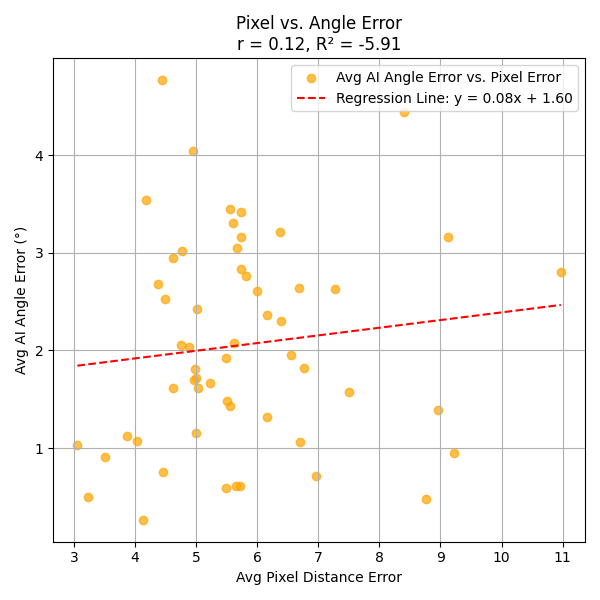 Pixel vs. Angle Error
r = 0.12, R² = -5.91
Avg AI Angle Error vs. Pixel Error
Regression Line: y = 0.08x + 1.60
Avg AI Angle Error (°)
4
3
2
1
3 4 5 6 7 8 9 10 11
Avg Pixel Distance Error